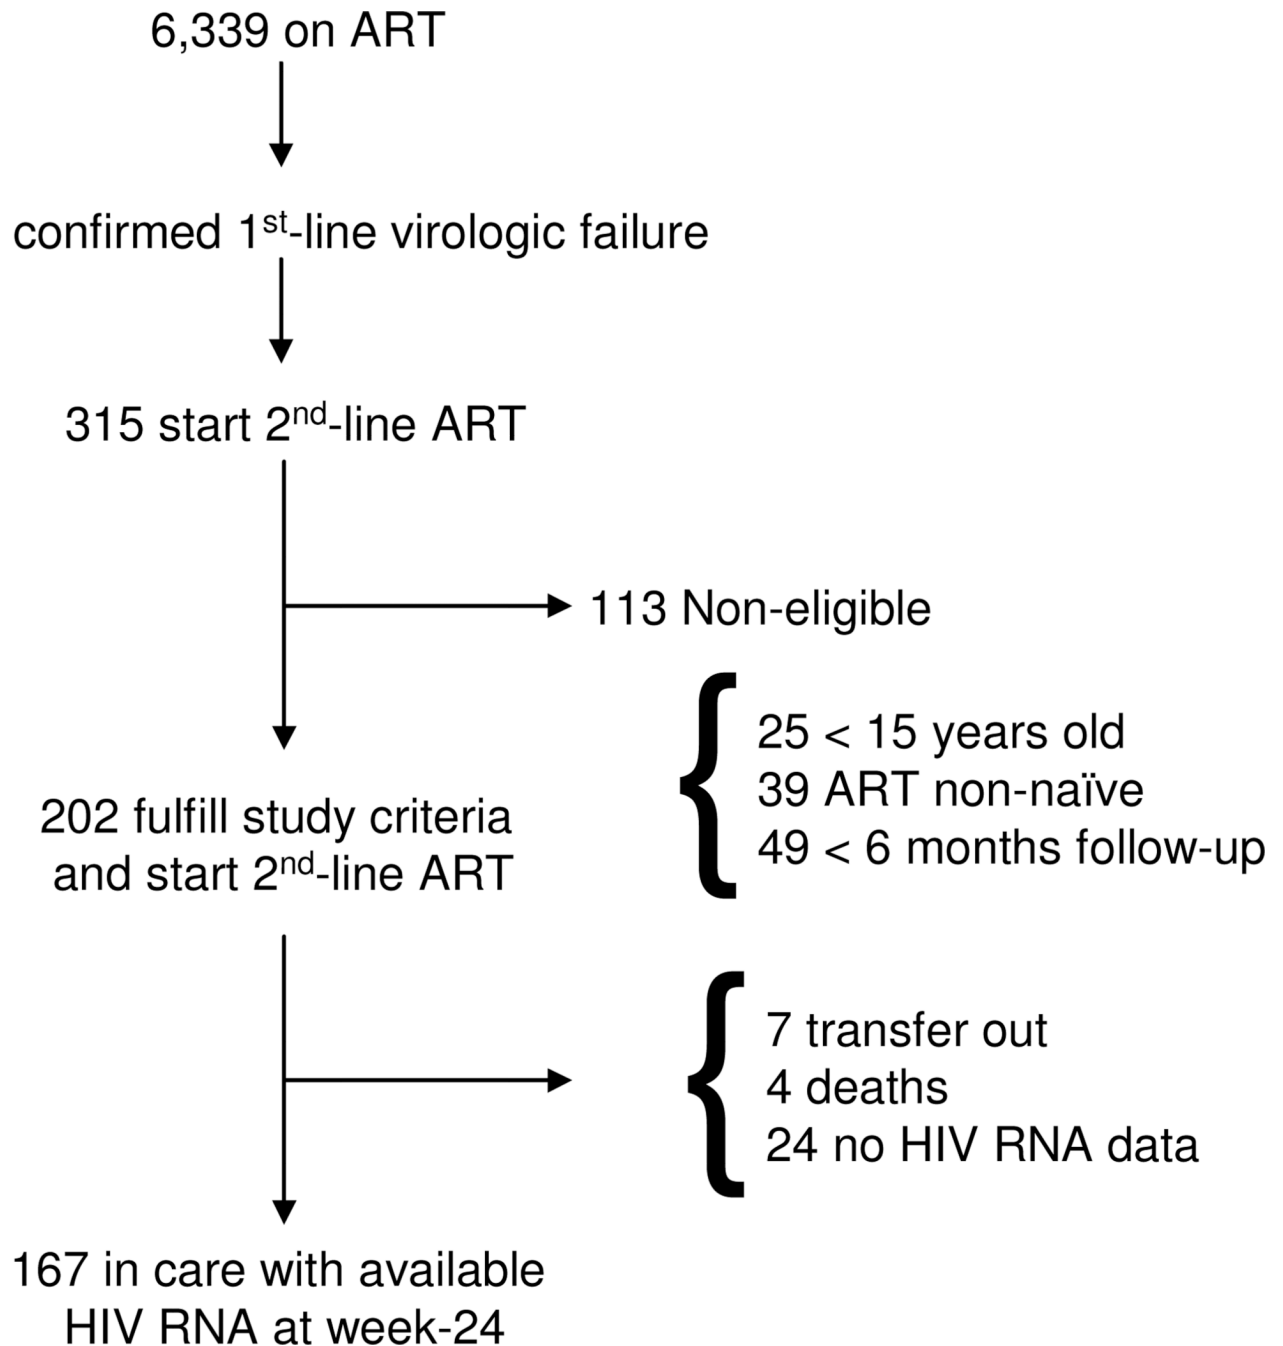 6,339 on ART
confirmed 1st-line virologic failure
315 start 2nd-line ART
113 Non-eligible
25 < 15 years old
39 ART non-naïve
49 < 6 months follow-up
202 fulfill study criteria
and start 2nd-line ART
7 transfer out
4 deaths
24 no HIV RNA data
167 in care with available
HIV RNA at week-24